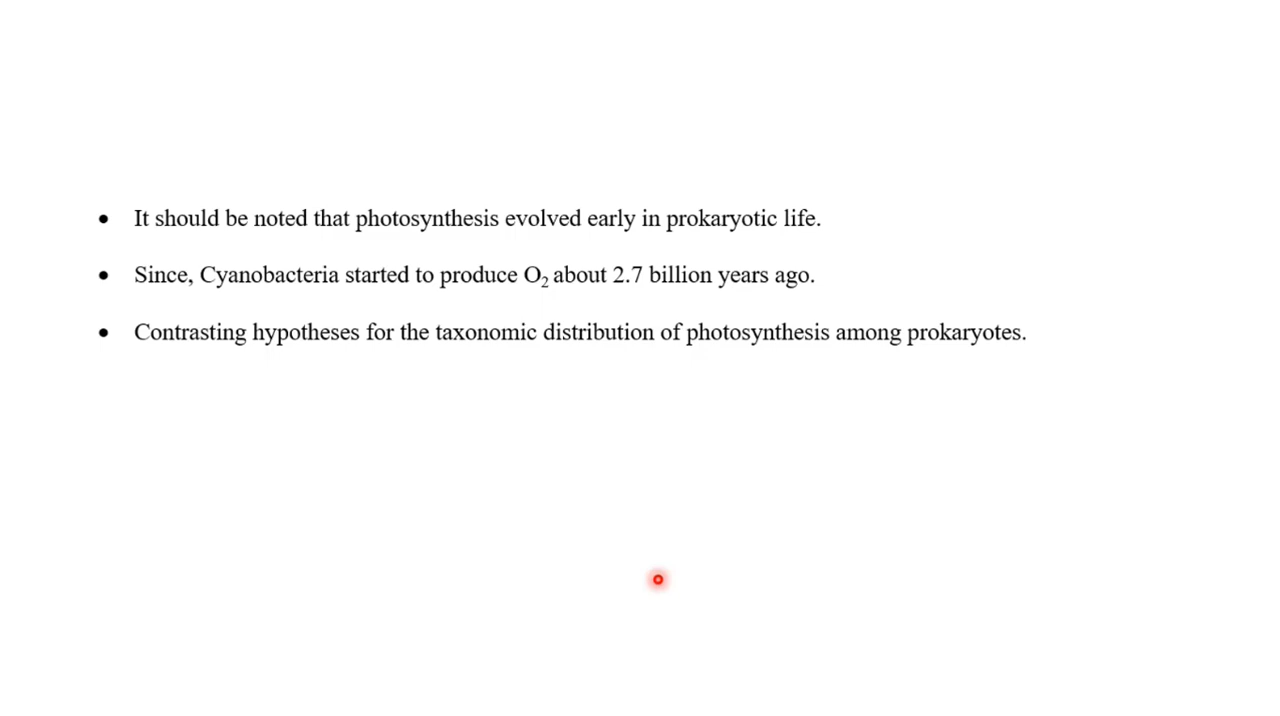 • It should be noted that photosynthesis evolved early in prokaryotic life.
• Since, Cyanobacteria started to produce O₂ about 2.7 billion years ago.
• Contrasting hypotheses for the taxonomic distribution of photosynthesis among prokaryotes.